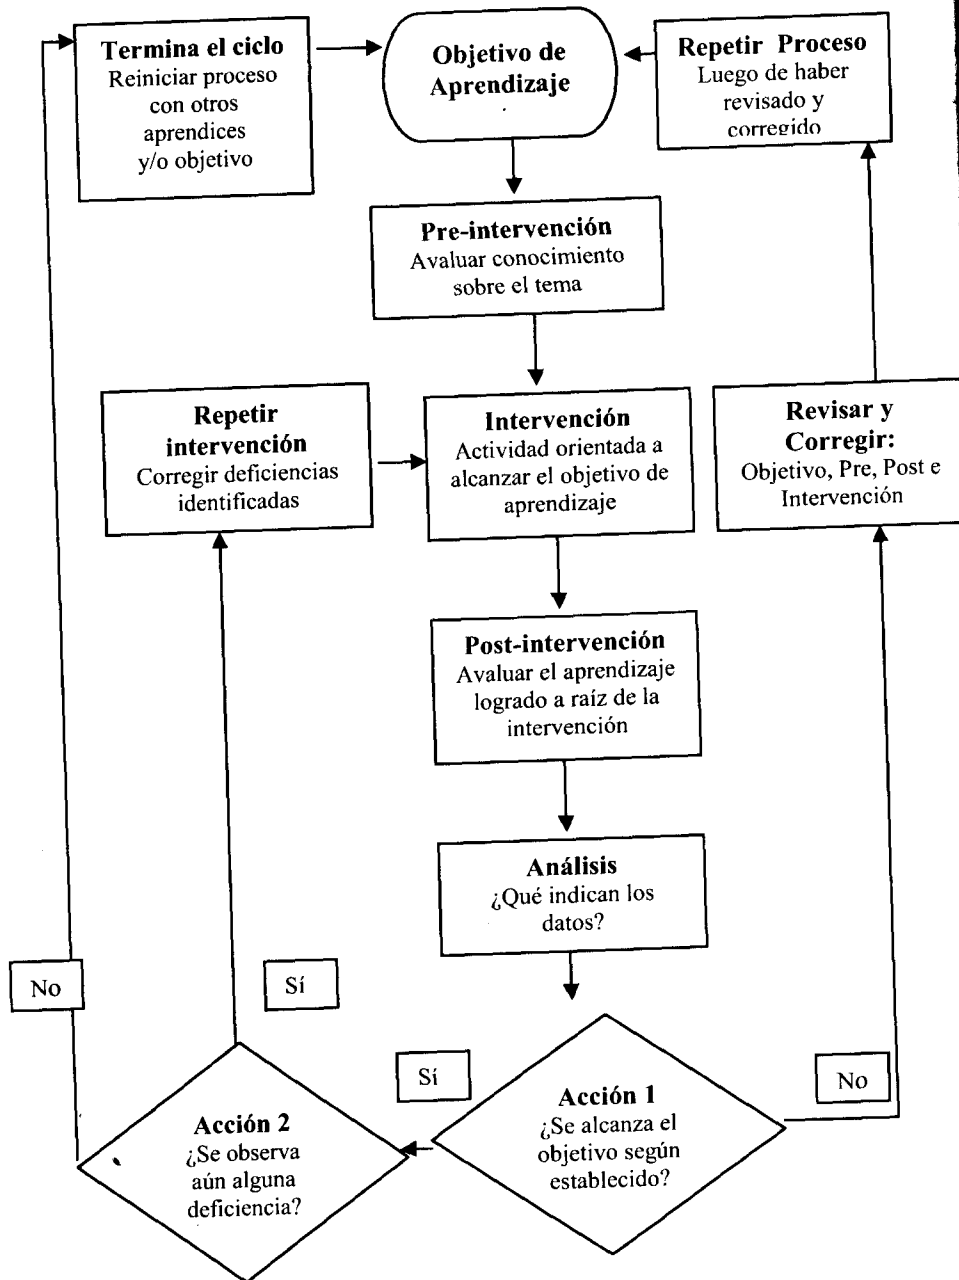 Termina el ciclo
Reiniciar proceso
con otros
aprendices
y/o objetivo
Objetivo de
Aprendizaje
Repetir Proceso
Luego de haber
revisado y
corregido
Pre-intervención
Avaluar conocimiento
sobre el tema
Repetir
intervención
Corregir deficiencias
identificadas
Intervención
Actividad orientada a
alcanzar el objetivo de
aprendizaje
Revisar y
Corregir:
Objetivo, Pre, Post e
Intervención
Post-intervención
Avaluar el aprendizaje
logrado a raíz de la
intervención
Análisis
¿Qué indican los
datos?
No
Sí
Sí
No
Acción 2
¿Se observa
aún alguna
deficiencia?
Acción 1
¿Se alcanza el
objetivo según
establecido?